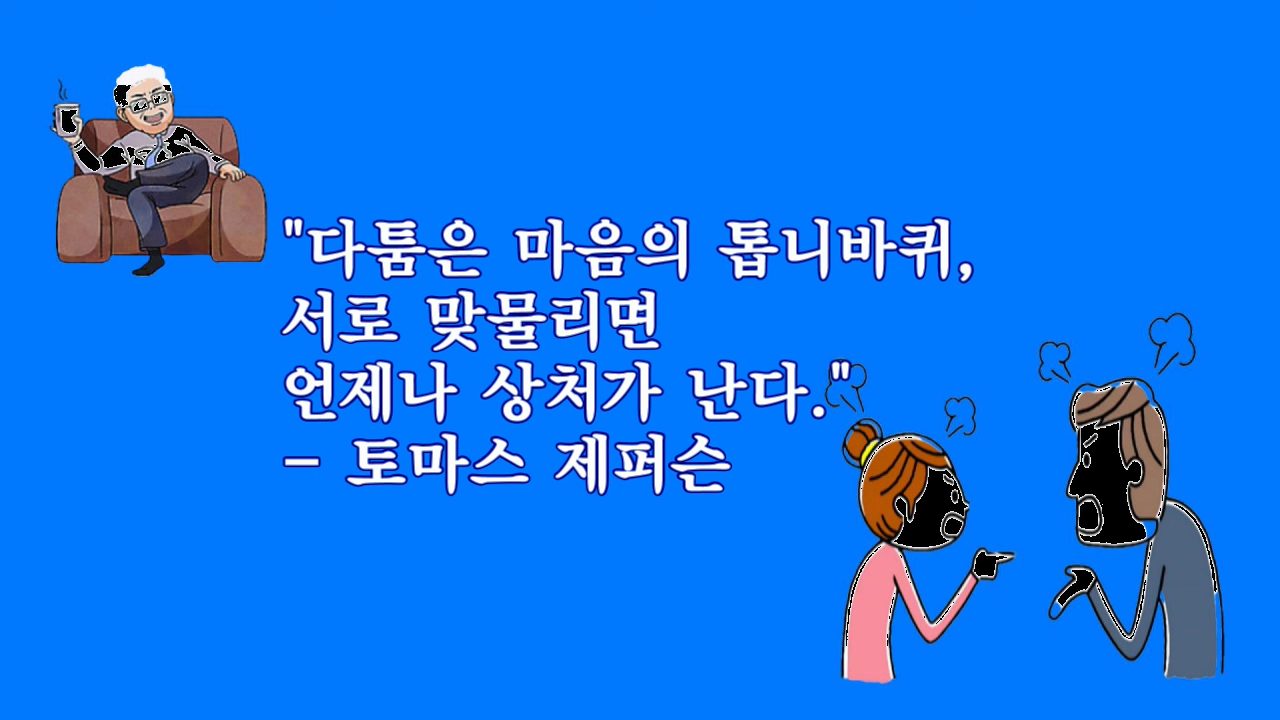 "다툼은 마음의 톱니바퀴,
서로 맞물리면
언제나 상처가 난다."
- 토마스 제퍼슨